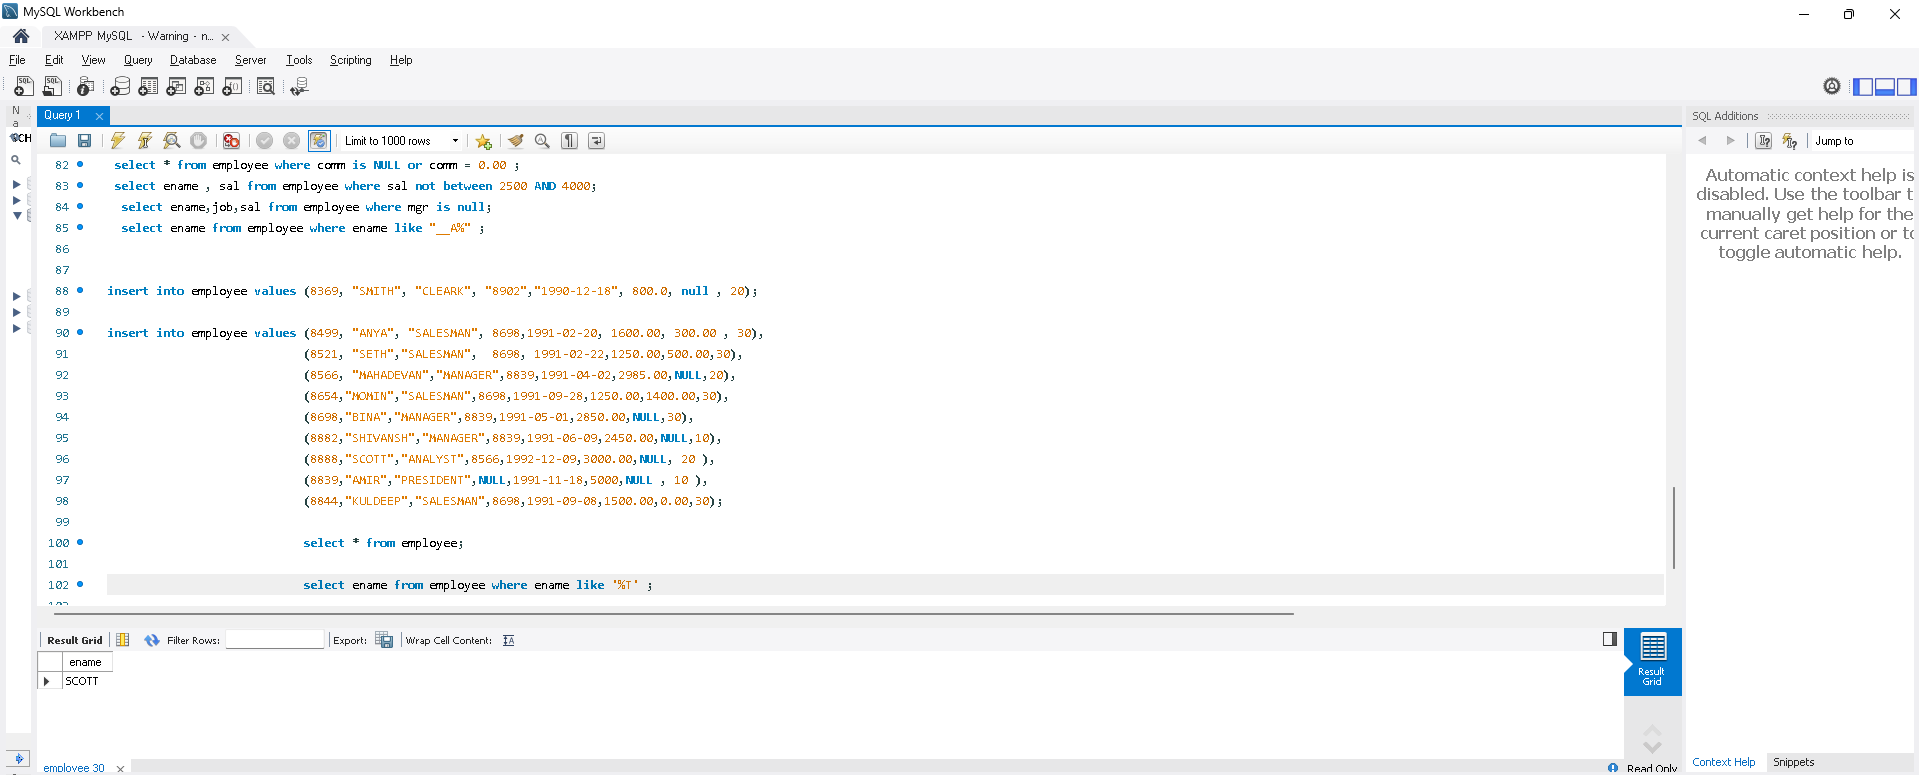 MySQL Workbench
XAMPP MySQL - Warning - n...
File Edit View Query Database Server Tools Scripting Help
Query 1
Limit to 1000 rows
82 select * from employee where comm is NULL or comm = 0.00 ;
83 select ename , sal from employee where sal not between 2500 AND 4000;
84 select ename,job,sal from employee where mgr is null;
85 select ename from employee where ename like "__A%" ;
86
87
88 insert into employee values (8369, "SMITH", "CLEARK", "8902","1990-12-18", 800.0, null , 20);
89
90 insert into employee values (8499, "ANYA", "SALESMAN", 8698,1991-02-20, 1600.00, 300.00 , 30),
91 (8521, "SETH","SALESMAN", 8698, 1991-02-22,1250.00,500.00,30),
92 (8566, "MAHADEVAN","MANAGER",8839,1991-04-02,2985.00,NULL,20),
93 (8654,"MOMIN","SALESMAN",8698,1991-09-28,1250.00,1400.00,30),
94 (8698,"BINA","MANAGER",8839,1991-05-01,2850.00,NULL,30),
95 (8882,"SHIVANSH","MANAGER",8839,1991-06-09,2450.00,NULL,10),
96 (8888,"SCOTT","ANALYST",8566,1992-12-09,3000.00,NULL, 20 ),
97 (8839,"AMIR","PRESIDENT",NULL,1991-11-18,5000,NULL , 10 ),
98 (8844,"KULDEEP","SALESMAN",8698,1991-09-08,1500.00,0.00,30);
99
100 select * from employee;
101
102 select ename from employee where ename like '%T' ;
Result Grid Filter Rows: Export: Wrap Cell Content:
ename
SCOTT
Result
Grid
employee 30
Read Only
SQL Additions
Jump to
Automatic context help is
disabled. Use the toolbar t
manually get help for the
current caret position or to
toggle automatic help.
Context Help Snippets